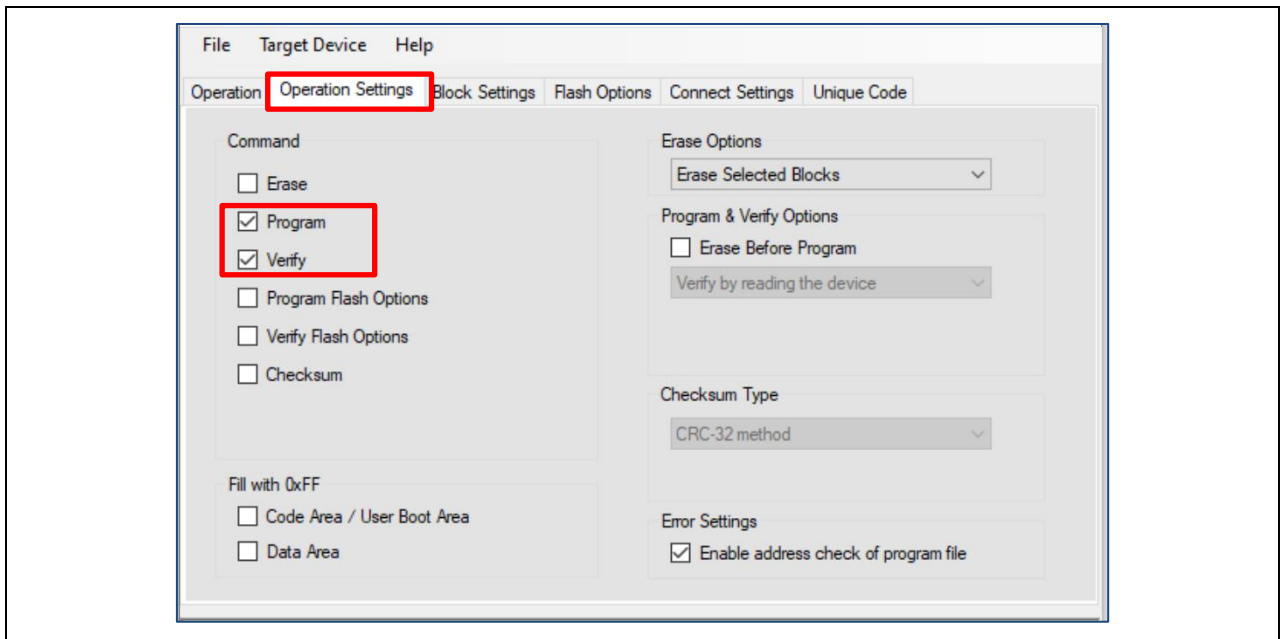 File Target Device Help
Operation Operation Settings Block Settings Flash Options Connect Settings Unique Code
Command
Erase
Program
Verify
Program Flash Options
Verify Flash Options
Checksum
Fill with 0xFF
Code Area / User Boot Area
Data Area
Erase Options
Erase Selected Blocks
Program & Verify Options
Erase Before Program
Verify by reading the device
Checksum Type
CRC-32 method
Error Settings
Enable address check of program file